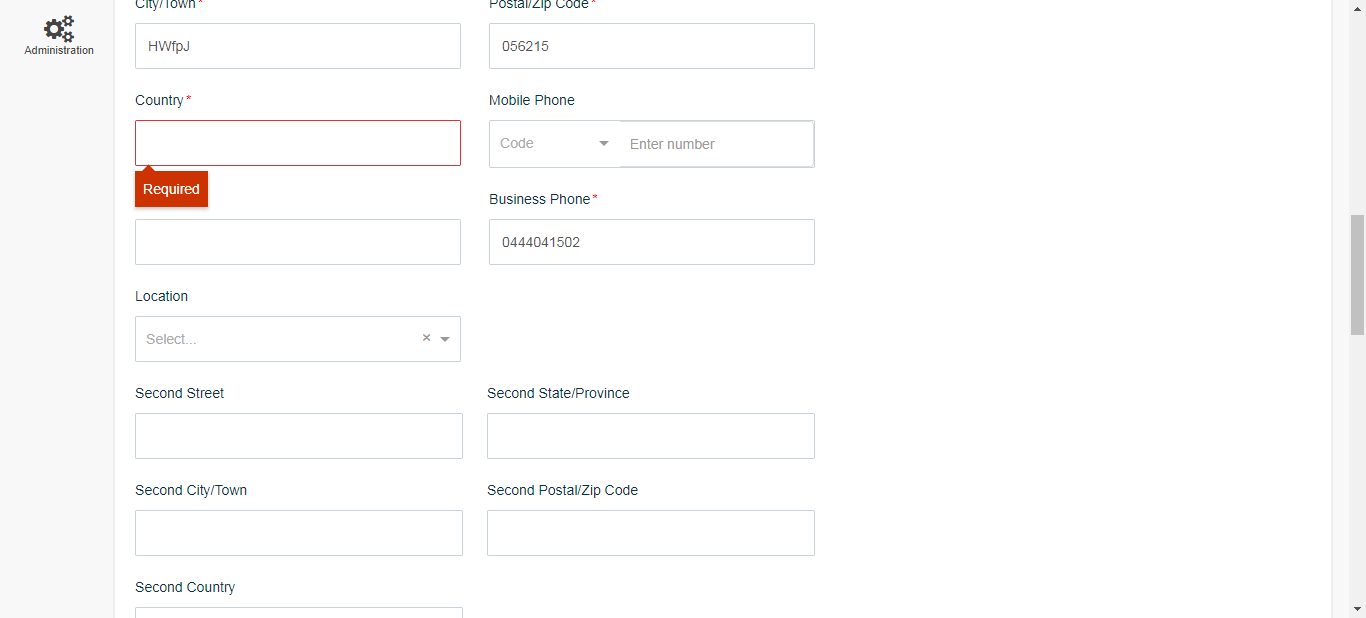 City/Town*
Postal/Zip Code*
Administration
HWfpJ
056215
Country*
Mobile Phone
Code
Enter number
Required
Business Phone*
0444041502
Location
Select...
Second Street
Second State/Province
Second City/Town
Second Postal/Zip Code
Second Country